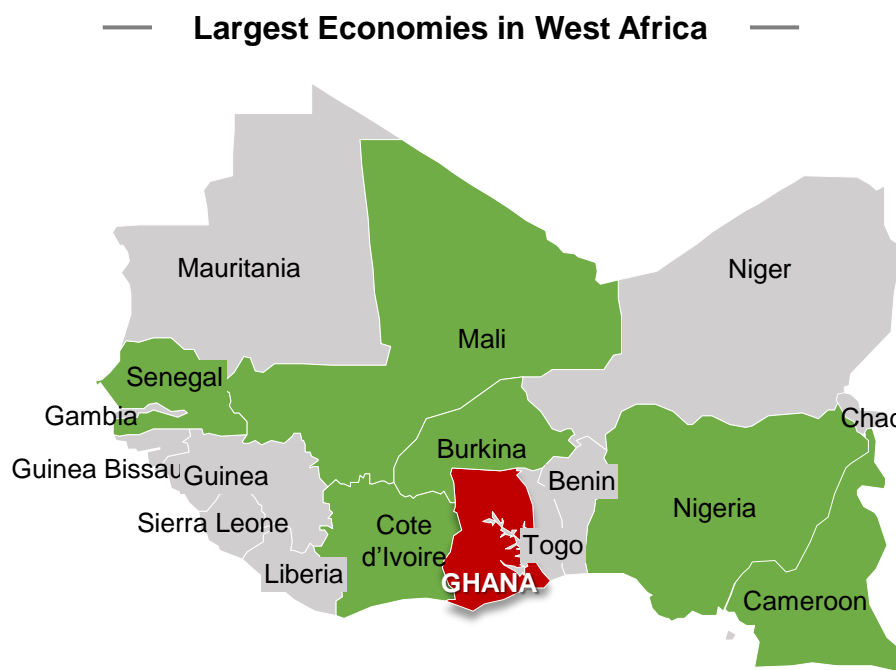 Largest Economies in West Africa
Mauritania
Niger
Mali
Senegal
Gambia
Chad
Burkina
Guinea Bissau
Guinea
Benin
Nigeria
Sierra Leone
Cote
d'Ivoire
Togo
Liberia
GHANA
Cameroon